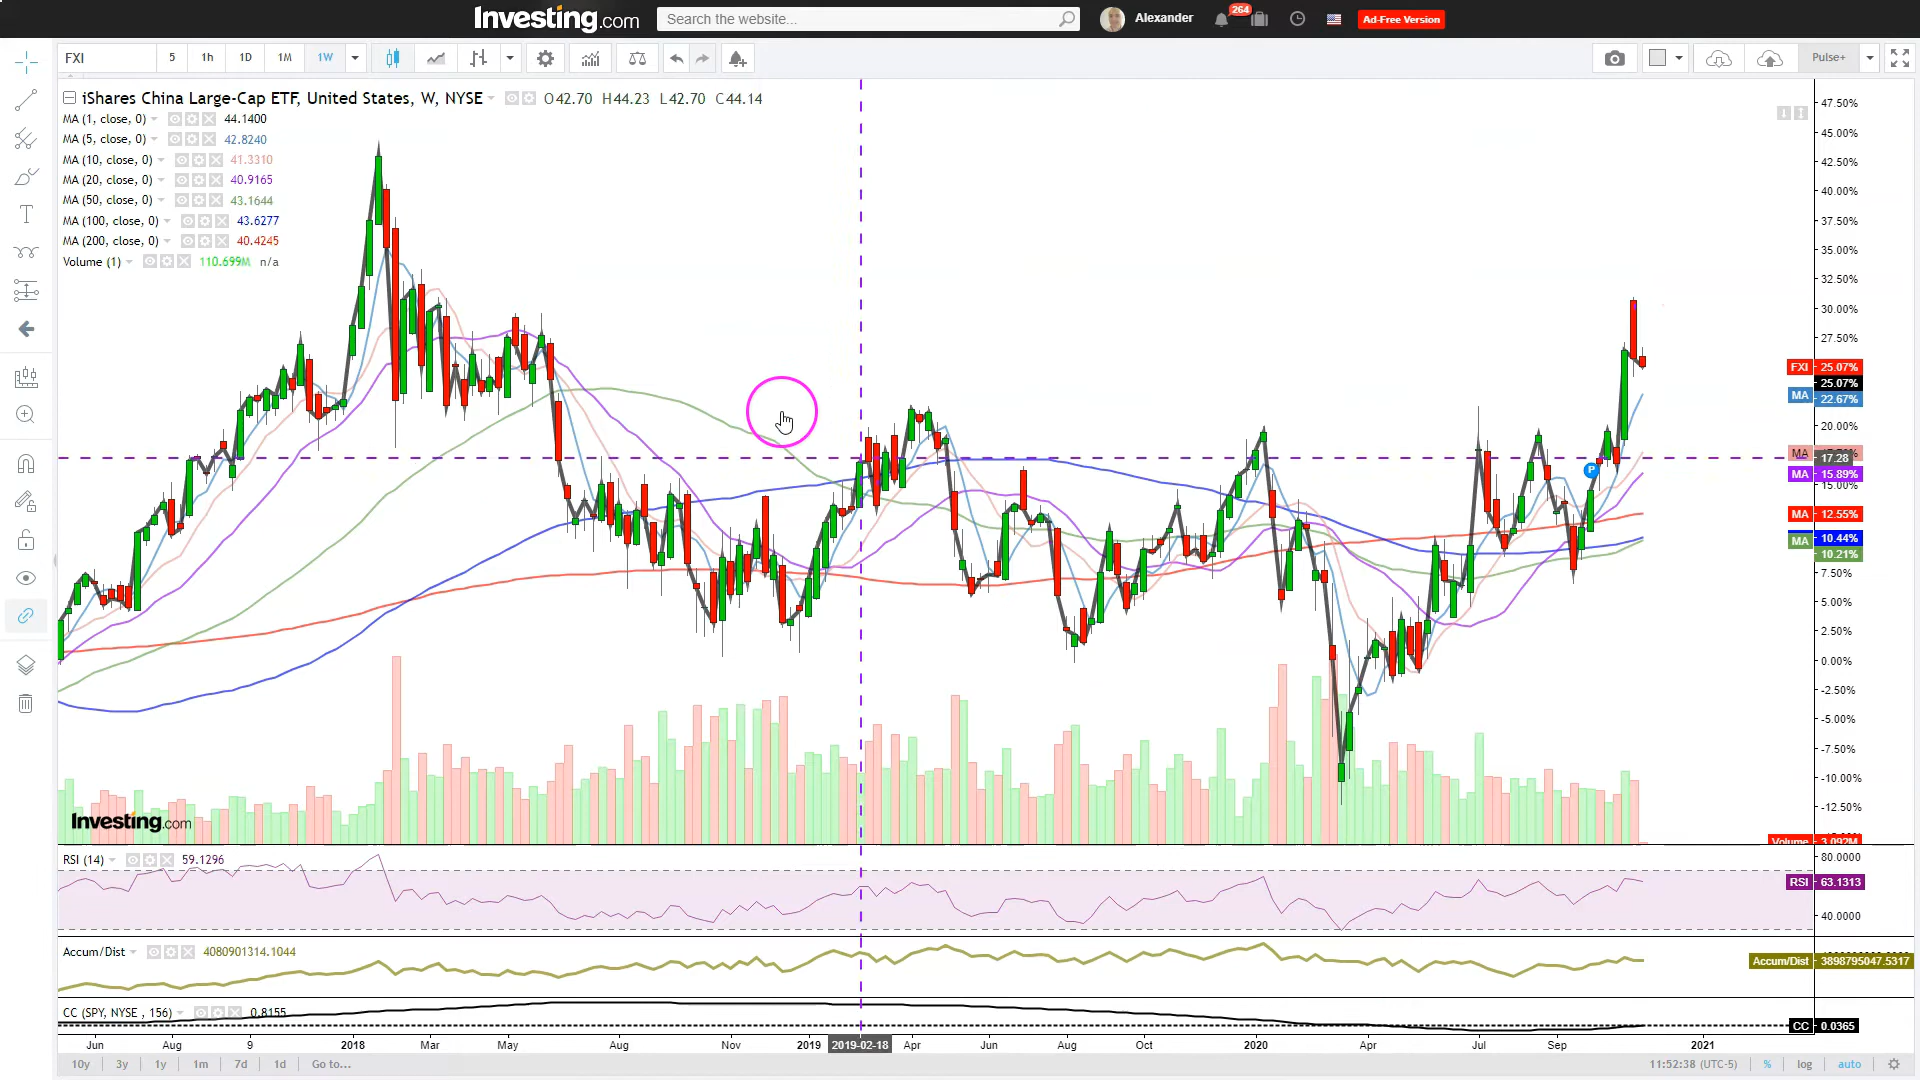 Investing.com
Search the website...
Alexander
264
Ad-Free Version
FXI
5 1h 1D 1M 1W
Pulse+
iShares China Large-Cap ETF, United States, W, NYSE O42.70 H44.23 L42.70 C44.14
MA (1, close, 0) 44.1400
MA (5, close, 0) 42.8240
MA (10, close, 0) 41.3310
MA (20, close, 0) 40.9165
MA (50, close, 0) 43.1644
MA (100, close, 0) 43.6277
MA (200, close, 0) 40.4245
Volume (1) 110.699M n/a
47.50%
45.00%
42.50%
40.00%
37.50%
35.00%
32.50%
30.00%
27.50%
FXI 25.07%
25.07%
MA 22.67%
20.00%
MA 17.28
MA 15.89%
15.00%
MA 12.55%
10.44%
MA 10.21%
7.50%
5.00%
2.50%
0.00%
-2.50%
-5.00%
-7.50%
-10.00%
-12.50%
P
Investing.com
Volume 3.092M
RSI (14) 59.1296
80.0000
RSI 63.1313
40.0000
Accum/Dist 4080901314.1044
Accum/Dist 3898795047.5317
CC (SPY, NYSE , 156) 0.8155
CC 0.0365
Jun Aug 9 2018 Mar May Aug Nov 2019 2019-02-18 Apr Jun Aug Oct 2020 Apr Jul Sep 2021
10y 3y 1y 1m 7d 1d Go to...
11:52:38 (UTC-5) % log auto